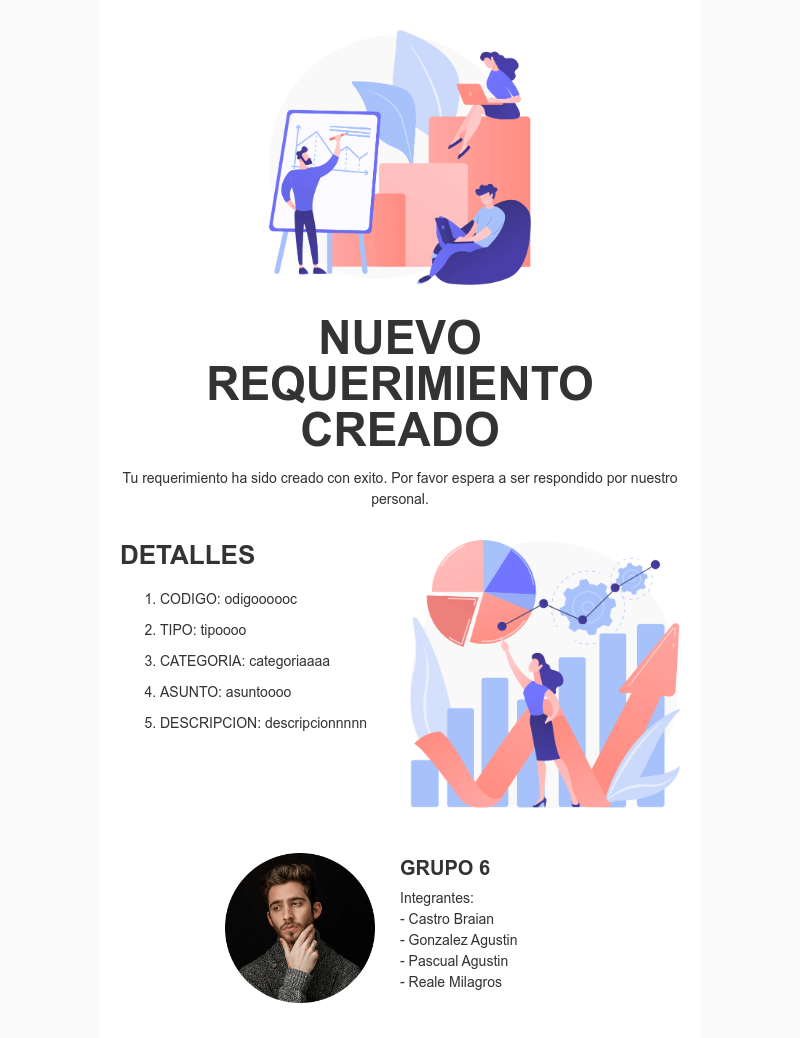 NUEVO
REQUERIMIENTO
CREADO
Tu requerimiento ha sido creado con exito. Por favor espera a ser respondido por nuestro
personal.
DETALLES
1. CODIGO: odigoooooc
2. TIPO: tipoooo
3. CATEGORIA: categoriaaaa
4. ASUNTO: asuntoooo
5. DESCRIPCION: descripcionnnnn
GRUPO 6
Integrantes:
- Castro Braian
- Gonzalez Agustin
- Pascual Agustin
- Reale Milagros